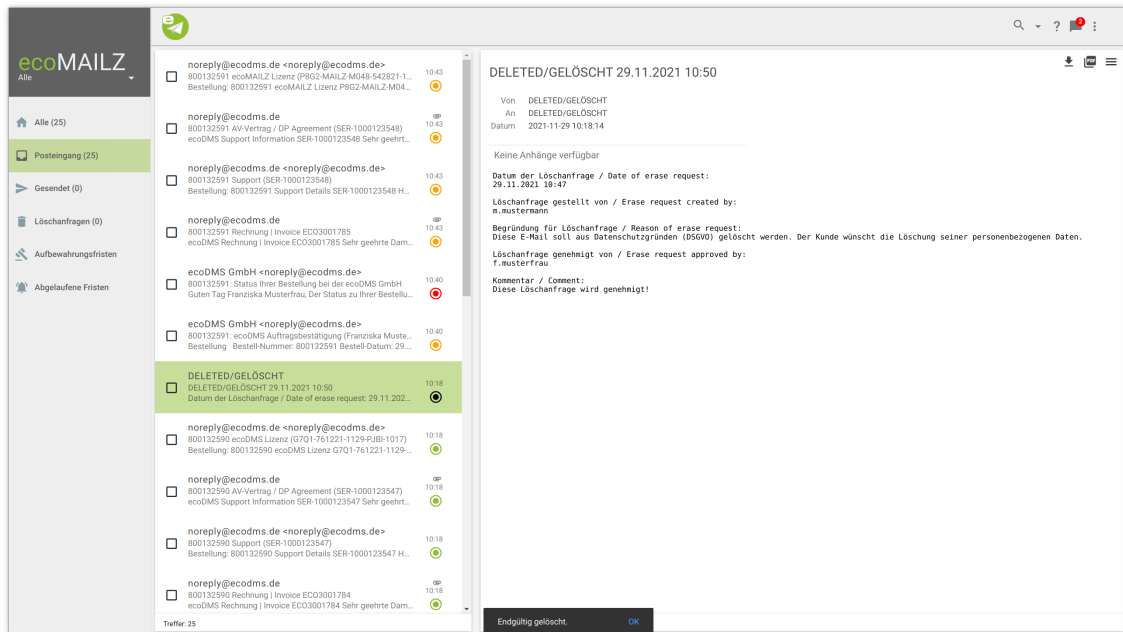 ecoMAILZ
Alle
Alle (25)
Posteingang (25)
Gesendet (0)
Löschanfragen (0)
Aufbewahrungsfristen
Abgelaufene Fristen
e
?
2
noreply@ecodms.de <noreply@ecodms.de>
800132591 ecoMAILZ Lizenz (P8G2-MAILZ-M048-542821-1...
10:43
Bestellung: 800132591 ecoMAILZ Lizenz P8G2-MAILZ-M04...
noreply@ecodms.de
800132591 AV-Vertrag / DP Agreement (SER-1000123548)
10:43
ecoDMS Support Information SER-1000123548 Sehr geehrt...
noreply@ecodms.de <noreply@ecodms.de>
800132591 Support (SER-1000123548)
10:43
Bestellung: 800132591 Support Details SER-1000123548 H...
noreply@ecodms.de
800132591 Rechnung | Invoice ECO3001785
10:43
ecoDMS Rechnung | Invoice ECO3001785 Sehr geehrte Dam...
ecoDMS GmbH <noreply@ecodms.de>
800132591: Status Ihrer Bestellung bei der ecoDMS GmbH
10:40
Guten Tag Franziska Musterfrau, Der Status zu Ihrer Bestellu...
ecoDMS GmbH <noreply@ecodms.de>
800132591: ecoDMS Auftragsbestätigung (Franziska Muste...
10:40
Bestellung Bestell-Nummer: 800132591 Bestell-Datum: 29....
DELETED/GELÖSCHT
DELETED/GELÖSCHT 29.11.2021 10:50
10:18
Datum der Löschanfrage / Date of erase request: 29.11.202...
noreply@ecodms.de <noreply@ecodms.de>
800132590 ecoDMS Lizenz (G7Q1-761221-1129-PJBI-1017)
10:18
Bestellung: 800132590 ecoDMS Lizenz G7Q1-761221-1129-...
noreply@ecodms.de
800132590 AV-Vertrag / DP Agreement (SER-1000123547)
10:18
ecoDMS Support Information SER-1000123547 Sehr geehrt...
noreply@ecodms.de <noreply@ecodms.de>
800132590 Support (SER-1000123547)
10:18
Bestellung: 800132590 Support Details SER-1000123547 H...
noreply@ecodms.de
800132590 Rechnung | Invoice ECO3001784
10:18
ecoDMS Rechnung | Invoice ECO3001784 Sehr geehrte Dam...
Treffer: 25
DELETED/GELÖSCHT 29.11.2021 10:50
PDF
Von DELETED/GELÖSCHT
An DELETED/GELÖSCHT
Datum 2021-11-29 10:18:14
Keine Anhänge verfügbar
Datum der Löschanfrage / Date of erase request:
29.11.2021 10:47
Löschanfrage gestellt von / Erase request created by:
m.mustermann
Begründung für Löschanfrage / Reason of erase request:
Diese E-Mail soll aus Datenschutzgründen (DSGVO) gelöscht werden. Der Kunde wünscht die Löschung seiner personenbezogenen Daten.
Löschanfrage genehmigt von / Erase request approved by:
f.musterfrau
Kommentar / Comment:
Diese Löschanfrage wird genehmigt!
Endgültig gelöscht. OK